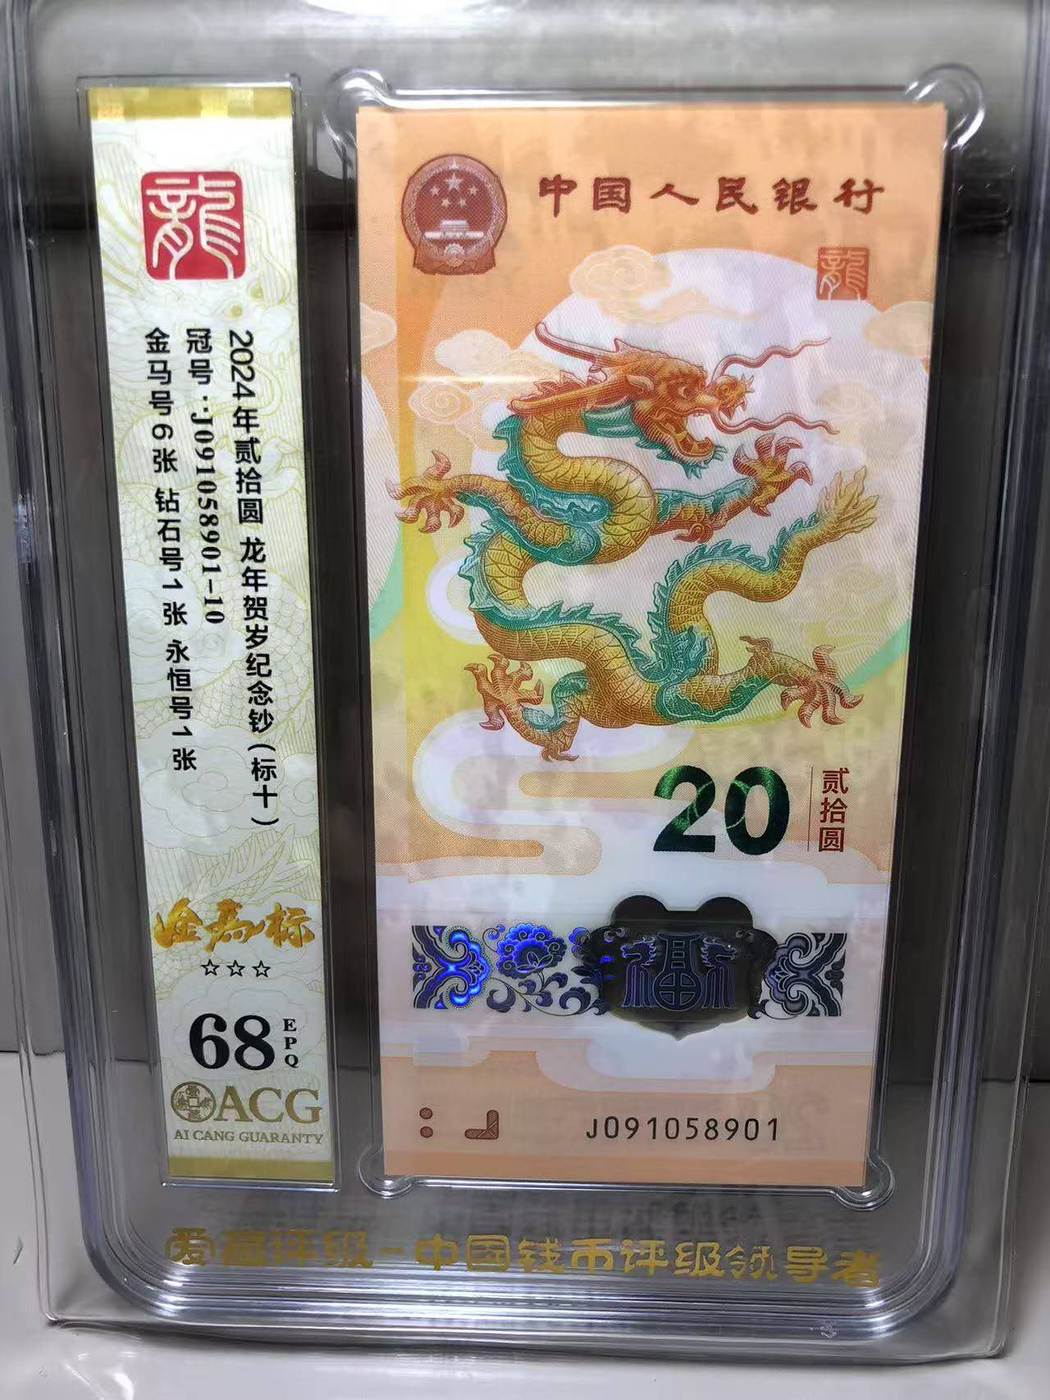 龍
2024年贰拾圆 龙年贺岁纪念钞(标十)
冠号:J091058901-10
金马号6张 钻石号1张 永恒号1张
金马标
☆☆☆
68 EPQ
ACG
AI CANG GUARANTY
中国人民银行
龍
20 贰拾圆
福
J091058901
爱藏评级-中国钱币评级领导者